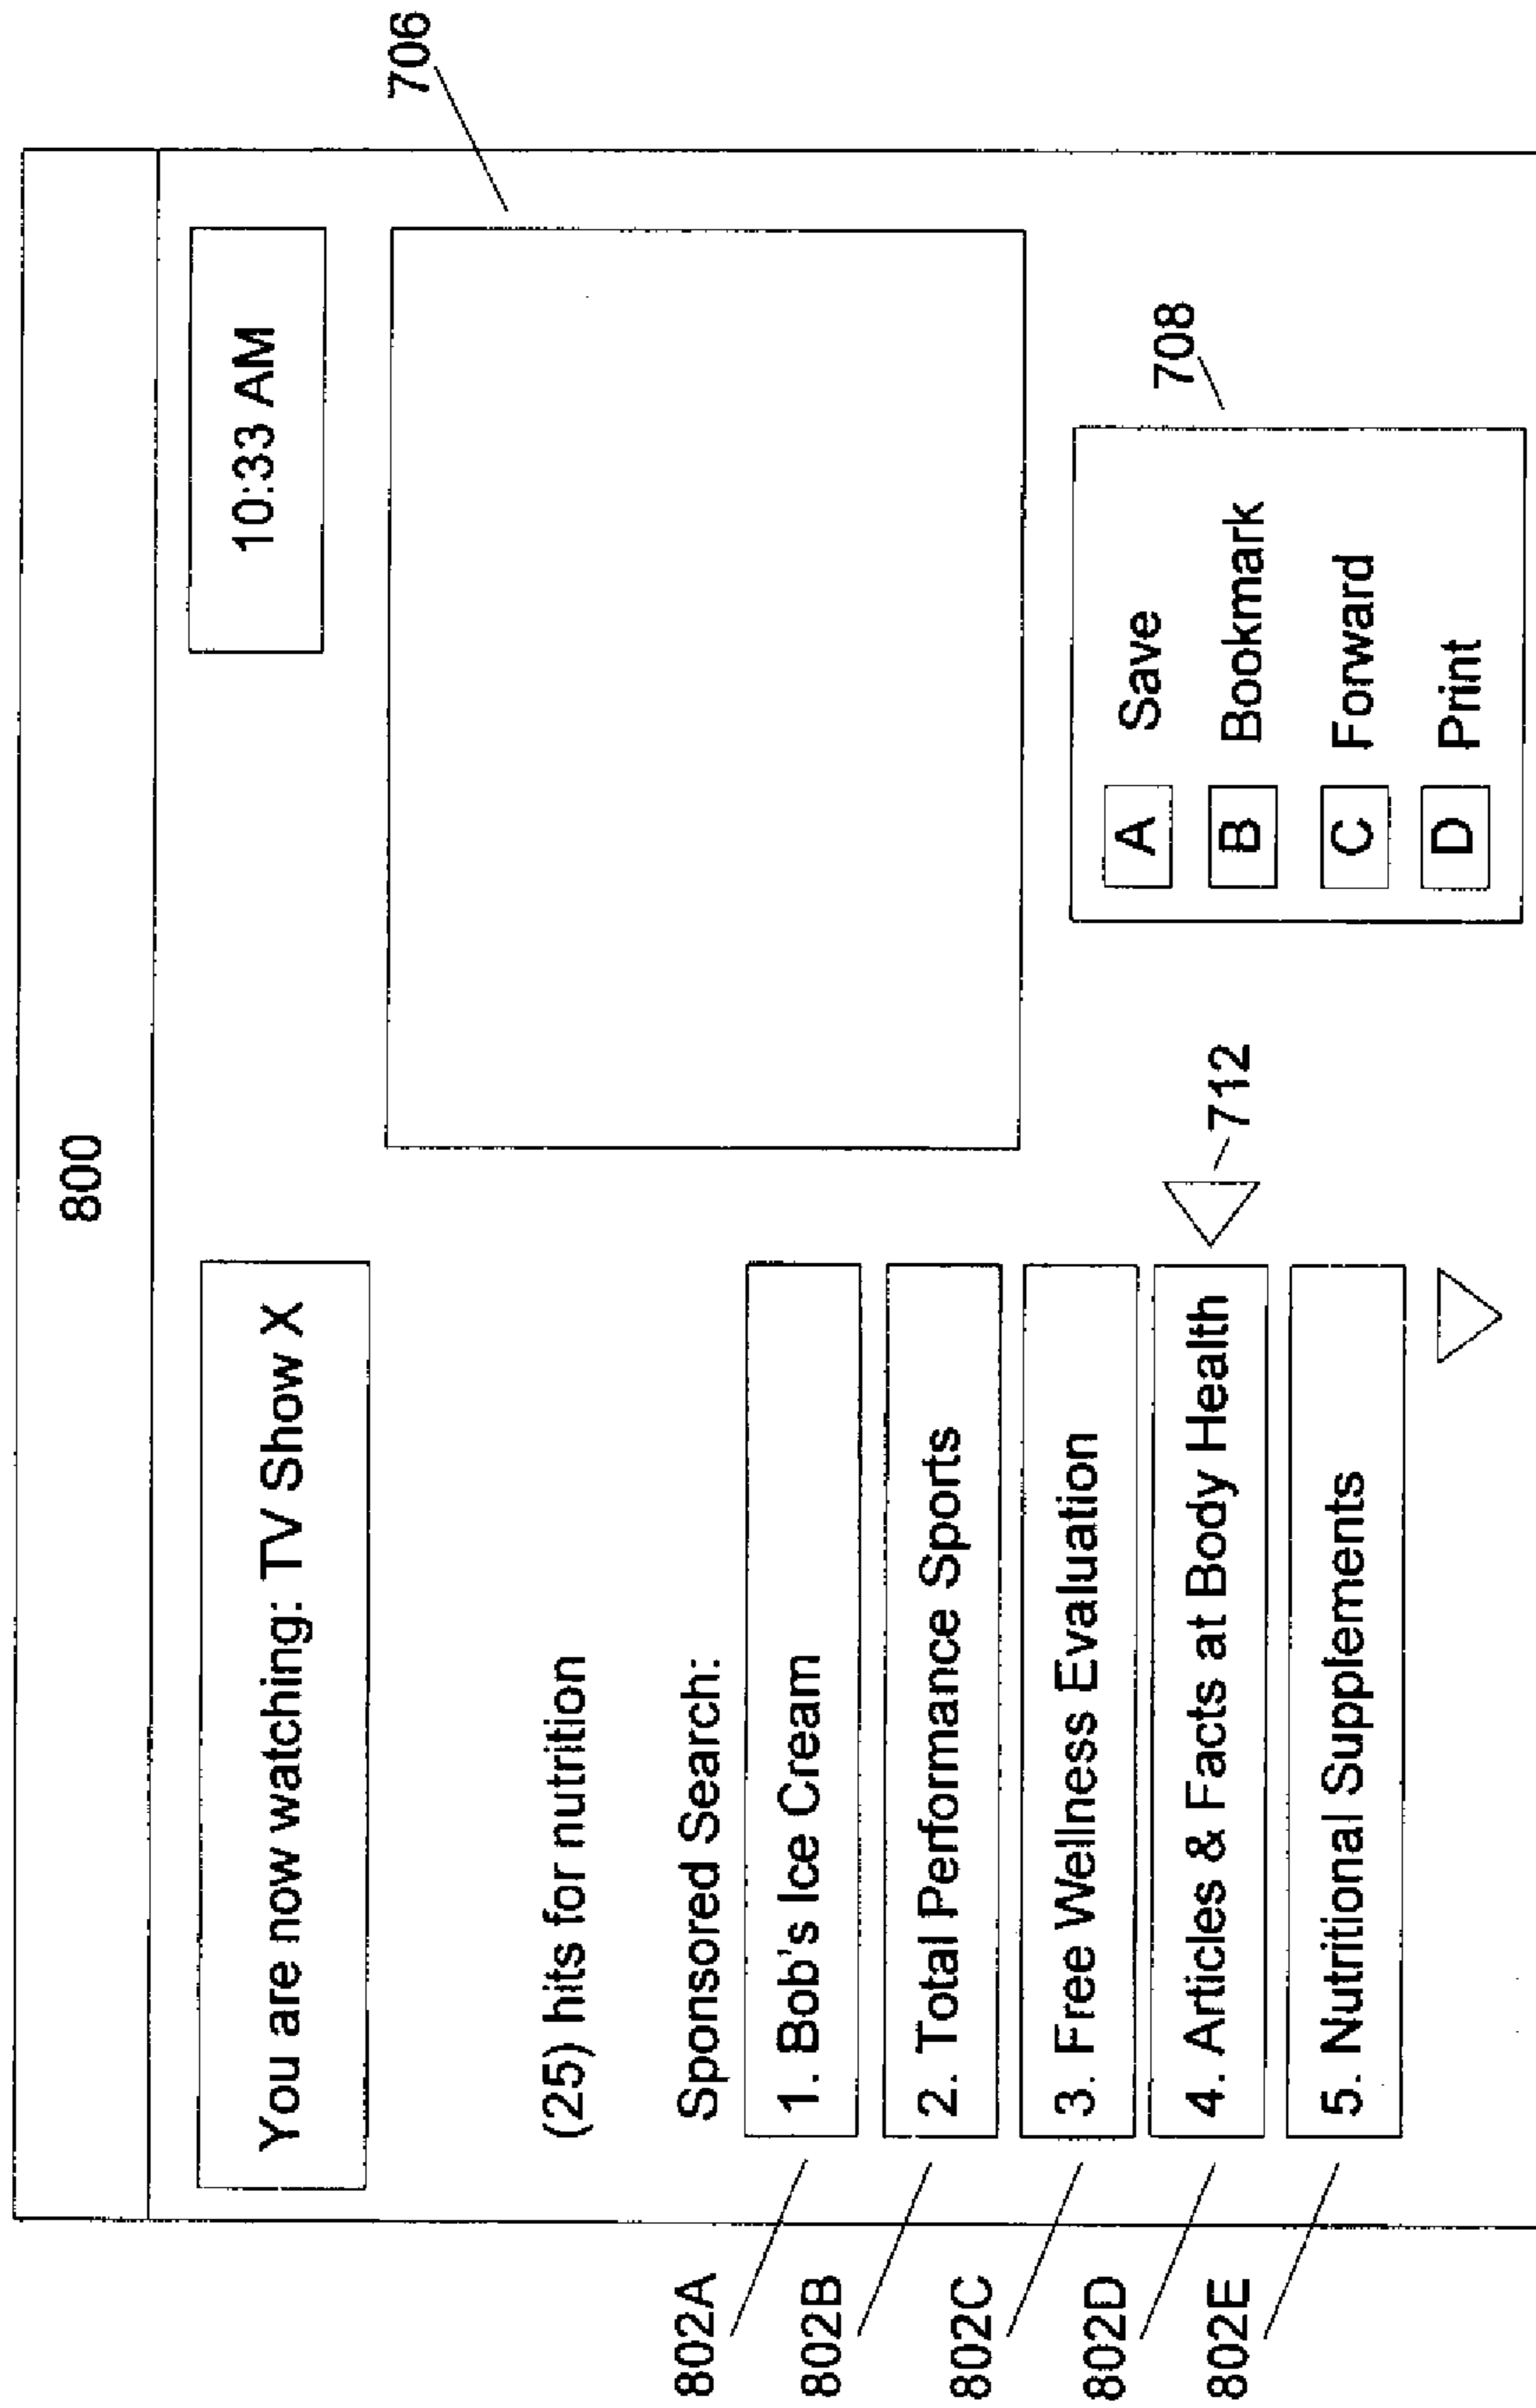 800
You are now watching: TV Show X
10:33 AM
706
(25) hits for nutrition
Sponsored Search:
802A
1. Bob's Ice Cream
802B
2. Total Performance Sports
802C
3. Free Wellness Evaluation
802D
4. Articles & Facts at Body Health
712
802E
5. Nutritional Supplements
708
A Save
B Bookmark
C Forward
D Print